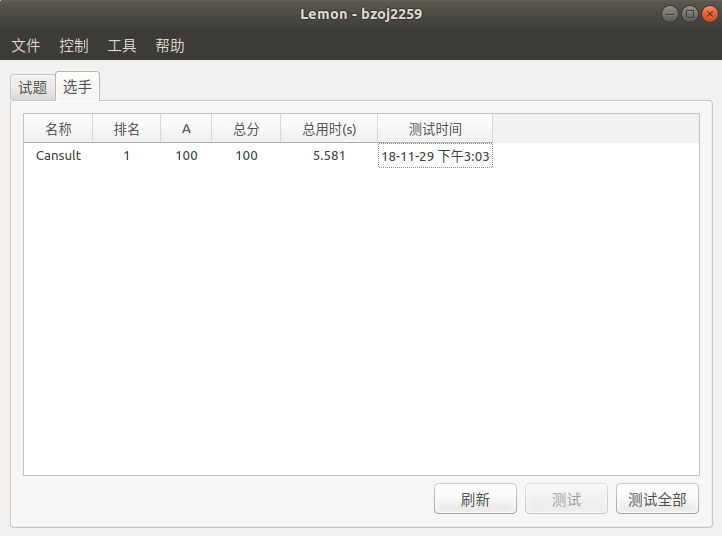 Lemon - bzoj2259
文件 控制 工具 帮助
试题 选手
名称 排名 A 总分 总用时(s) 测试时间
Cansult 1 100 100 5.581 18-11-29 下午3:03
刷新 测试 测试全部